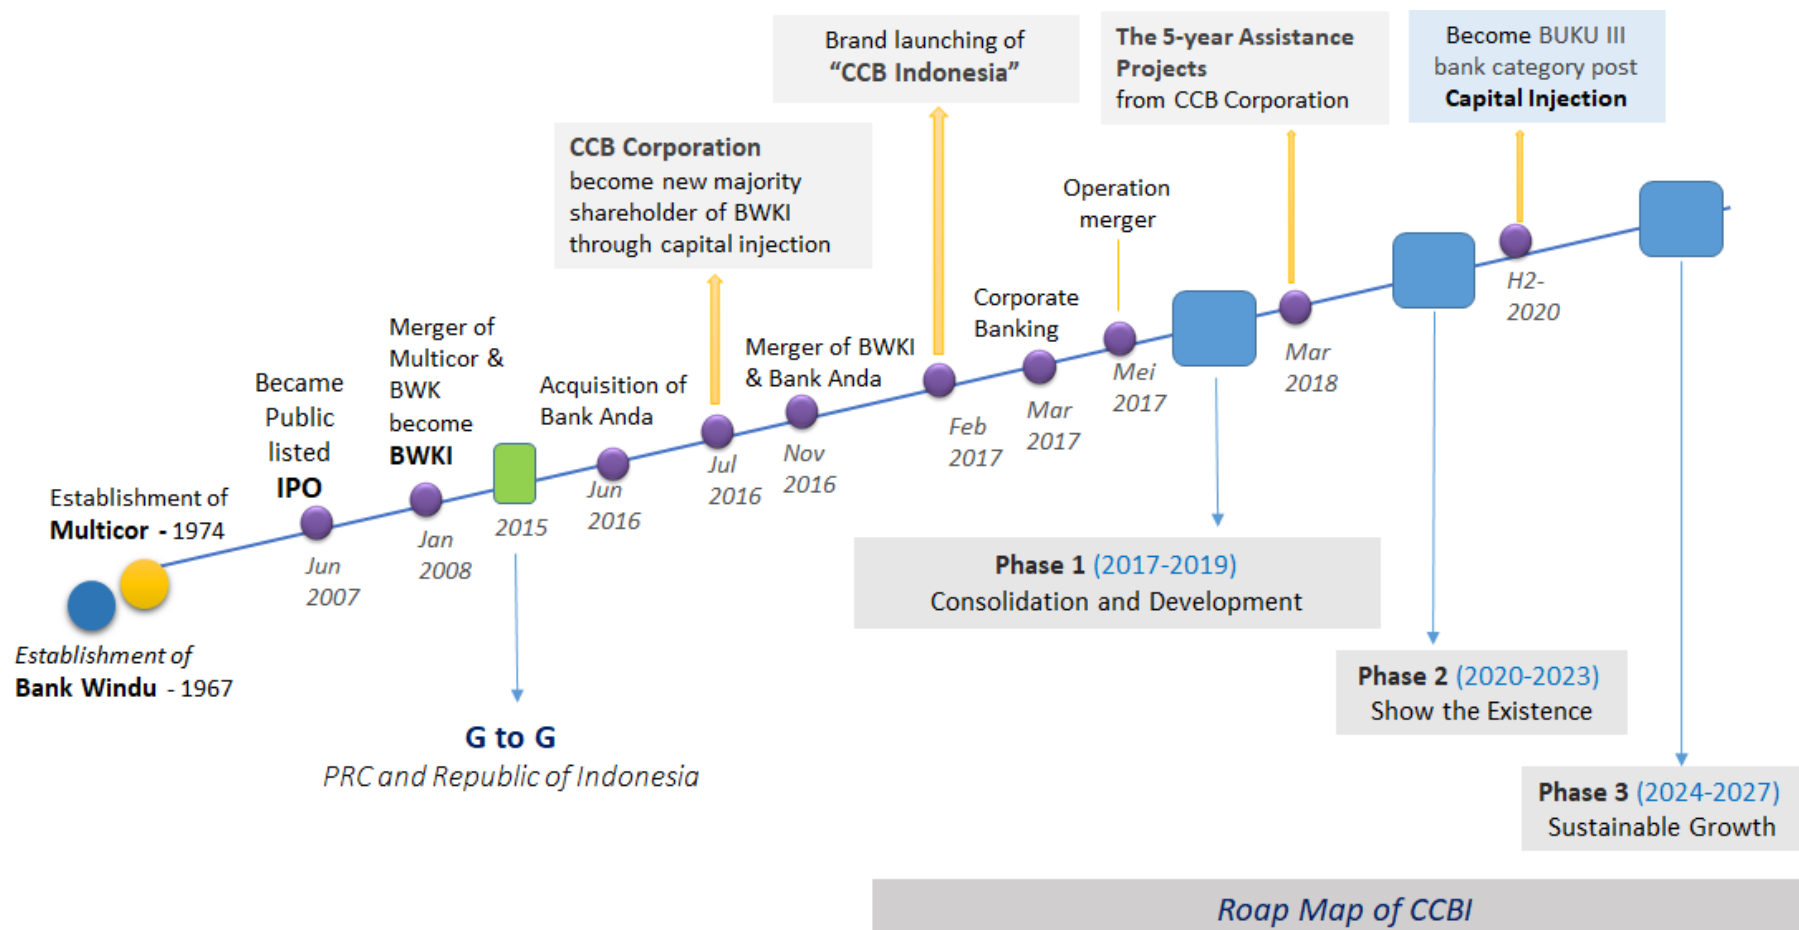 Establishment of
Multicor - 1974
Establishment of
Bank Windu - 1967
Became
Public
listed
IPO
Jun
2007
Merger of
Multicor &
BWK
become
BWKI
Jan
2008
2015
G to G
PRC and Republic of Indonesia
Acquisition of
Bank Anda
Jun
2016
CCB Corporation
become new majority
shareholder of BWKI
through capital injection
Jul
2016
Merger of BWKI
& Bank Anda
Nov
2016
Brand launching of
“CCB Indonesia”
Feb
2017
Corporate
Banking
Mar
2017
Operation
merger
Mei
2017
Phase 1 (2017-2019)
Consolidation and Development
The 5-year Assistance
Projects
from CCB Corporation
Mar
2018
Phase 2 (2020-2023)
Show the Existence
Become BUKU III
bank category post
Capital Injection
H2-
2020
Phase 3 (2024-2027)
Sustainable Growth
Roap Map of CCBI